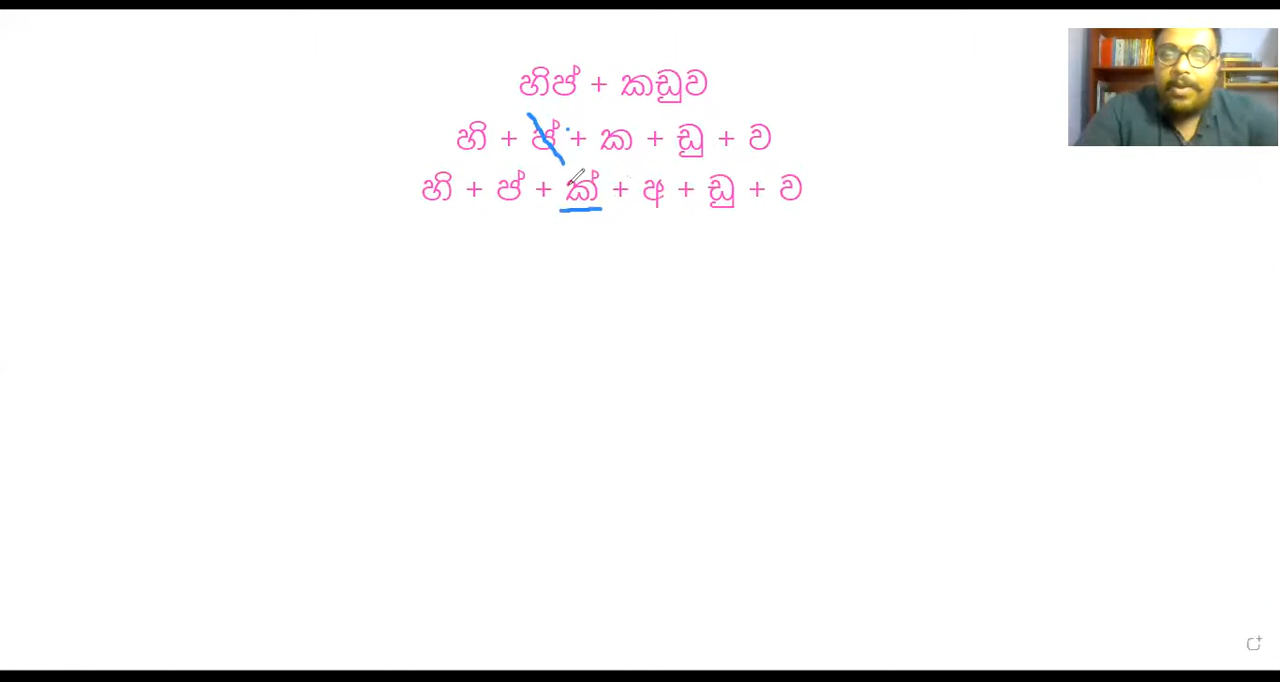 හිප් + කඩුව
හි + ප් + ක + ඩු + ව
හි + ප් + ක් + අ + ඩු + ව